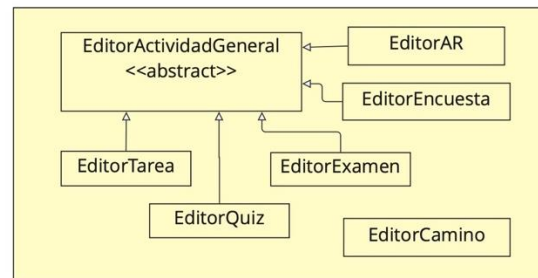 EditorActividadGeneral
<<abstract>>
EditorAR
EditorEncuesta
EditorTarea
EditorExamen
EditorQuiz
EditorCamino